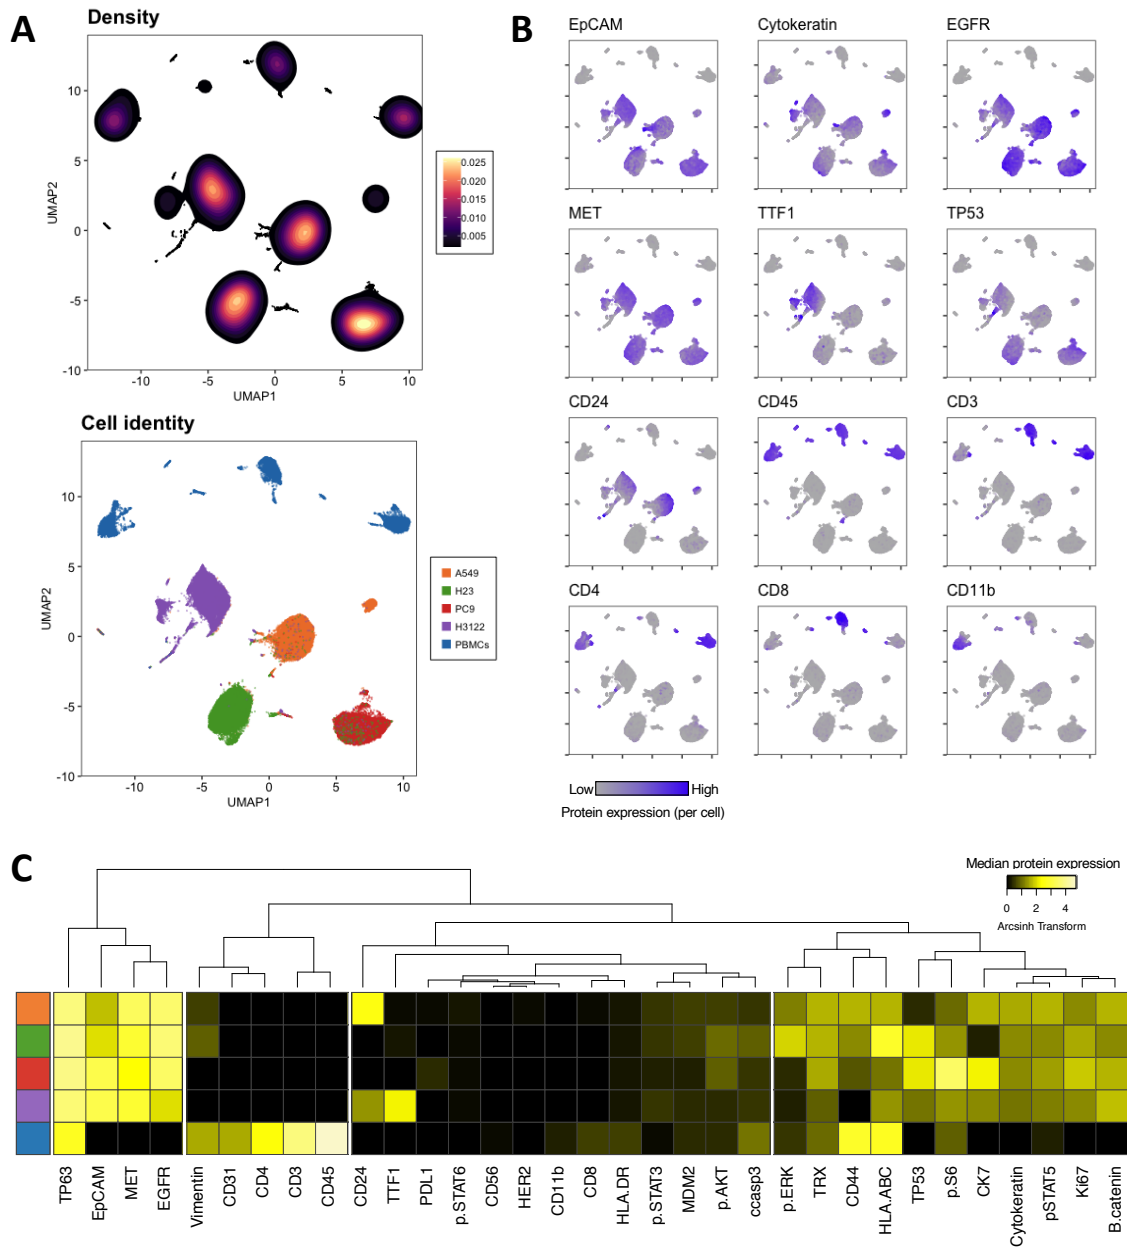 A
Density
10
5
0
-5
-10
-10
-5
0
5
10
UMAP1
UMAP2
0.025
0.020
0.015
0.010
0.005
Cell identity
10
5
0
-5
-10
-10
-5
0
5
10
UMAP1
UMAP2
A549
H23
PC9
H3122
PBMCs
B
EpCAM
Cytokeratin
EGFR
MET
TTF1
TP53
CD24
CD45
CD3
CD4
CD8
CD11b
Low
High
Protein expression (per cell)
C
Median protein expression
0 2 4
Arcsinh Transform
TP63
EpCAM
MET
EGFR
Vimentin
CD31
CD4
CD3
CD45
CD24
TTF1
PDL1
p.STAT6
CD56
HER2
CD11b
CD8
HLA.DR
p.STAT3
MDM2
p.AKT
ccasp3
p.ERK
TRX
CD44
HLA.ABC
TP53
p.S6
CK7
Cytokeratin
pSTAT5
Ki67
B.catenin